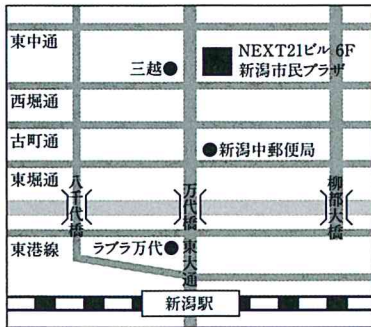 東中通
NEXT21ビル 6F
新潟市民プラザ
三越
西堀通
古町通
新潟中郵便局
東堀通
八千代橋
万代橋
柳都大橋
東港線
ラブラ万代
東大通
新潟駅